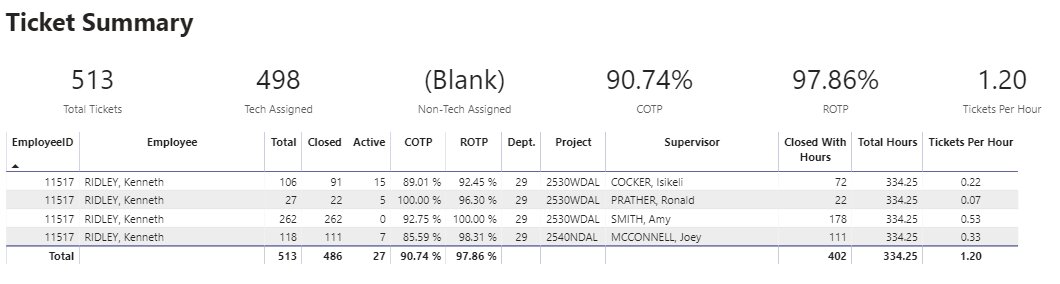 Ticket Summary
513 498 (Blank) 90.74% 97.86% 1.20
Total Tickets Tech Assigned Non-Tech Assigned COTP ROTP Tickets Per Hour
EmployeeID Employee Total Closed Active COTP ROTP Dept. Project Supervisor Closed With Hours Total Hours Tickets Per Hour
11517 RIDLEY, Kenneth 106 91 15 89.01 % 92.45 % 29 2530WDAL COCKER, Isikeli 72 334.25 0.22
11517 RIDLEY, Kenneth 27 22 5 100.00 % 96.30 % 29 2530WDAL PRATHER, Ronald 22 334.25 0.07
11517 RIDLEY, Kenneth 262 262 0 92.75 % 100.00 % 29 2530WDAL SMITH, Amy 178 334.25 0.53
11517 RIDLEY, Kenneth 118 111 7 85.59 % 98.31 % 29 2540NDAL MCCONNELL, Joey 111 334.25 0.33
Total 513 486 27 90.74 % 97.86 % 402 334.25 1.20